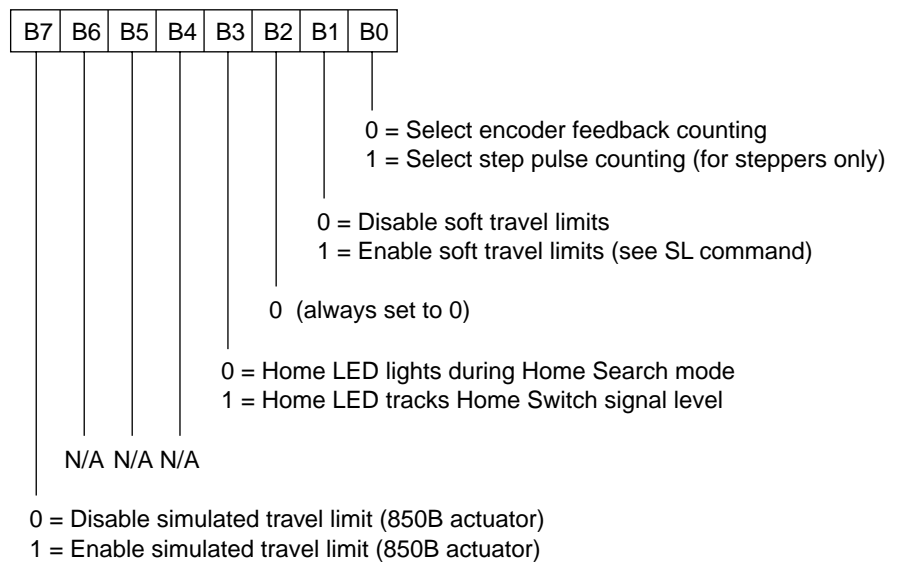 B7 B6 B5 B4 B3 B2 B1 B0
0 = Select encoder feedback counting
1 = Select step pulse counting (for steppers only)
0 = Disable soft travel limits
1 = Enable soft travel limits (see SL command)
0 (always set to 0)
0 = Home LED lights during Home Search mode
1 = Home LED tracks Home Switch signal level
N/A N/A N/A
0 = Disable simulated travel limit (850B actuator)
1 = Enable simulated travel limit (850B actuator)